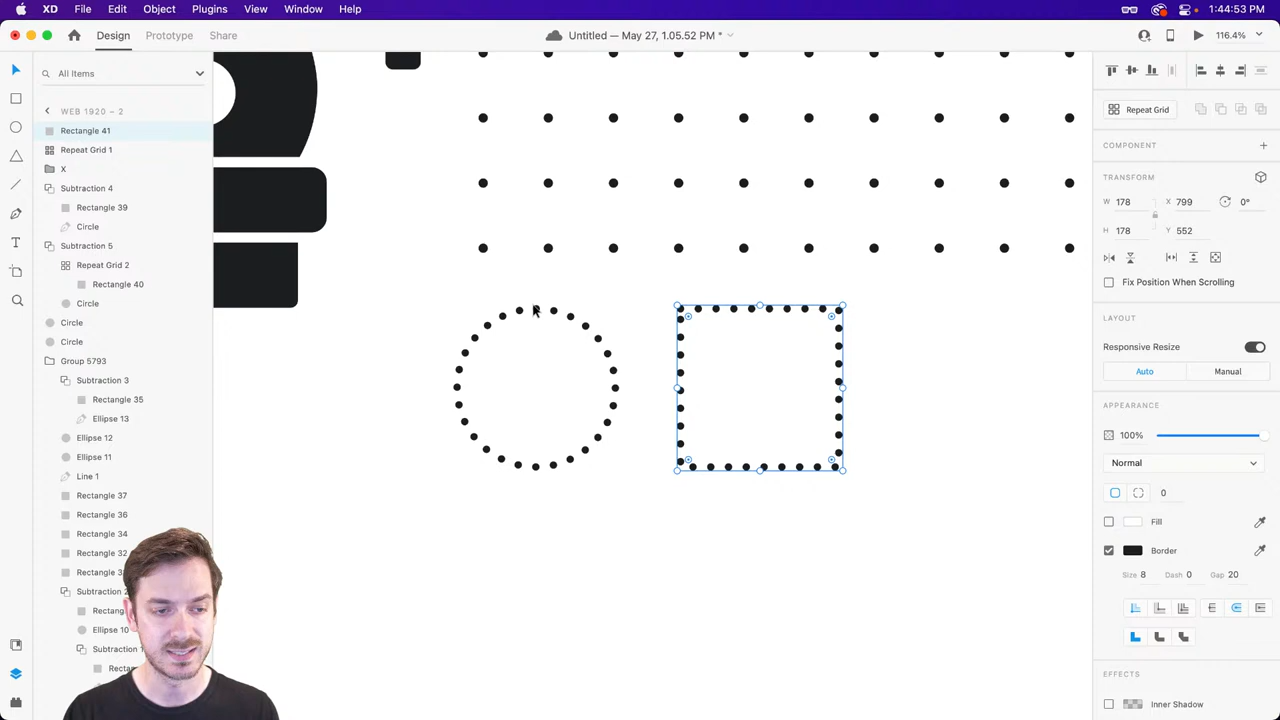 XD File Edit Object Plugins View Window Help 1:44:53 PM
Design Prototype Share Untitled — May 27, 1.05.52 PM * 116.4%
All Items
WEB 1920 – 2
Rectangle 41
Repeat Grid 1
X
Subtraction 4
Rectangle 39
Circle
Subtraction 5
Repeat Grid 2
Rectangle 40
Circle
Circle
Circle
Group 5793
Subtraction 3
Rectangle 35
Ellipse 13
Ellipse 12
Ellipse 11
Line 1
Rectangle 37
Rectangle 36
Rectangle 34
Rectangle 32
Subtraction
Ellipse 10
Subtraction
Repeat Grid
COMPONENT
TRANSFORM
W 178 X 799 0°
H 178 Y 552
Fix Position When Scrolling
LAYOUT
Responsive Resize
Auto Manual
APPEARANCE
100%
Normal
0
Fill
Border
Size 8 Dash 0 Gap 20
EFFECTS
Inner Shadow